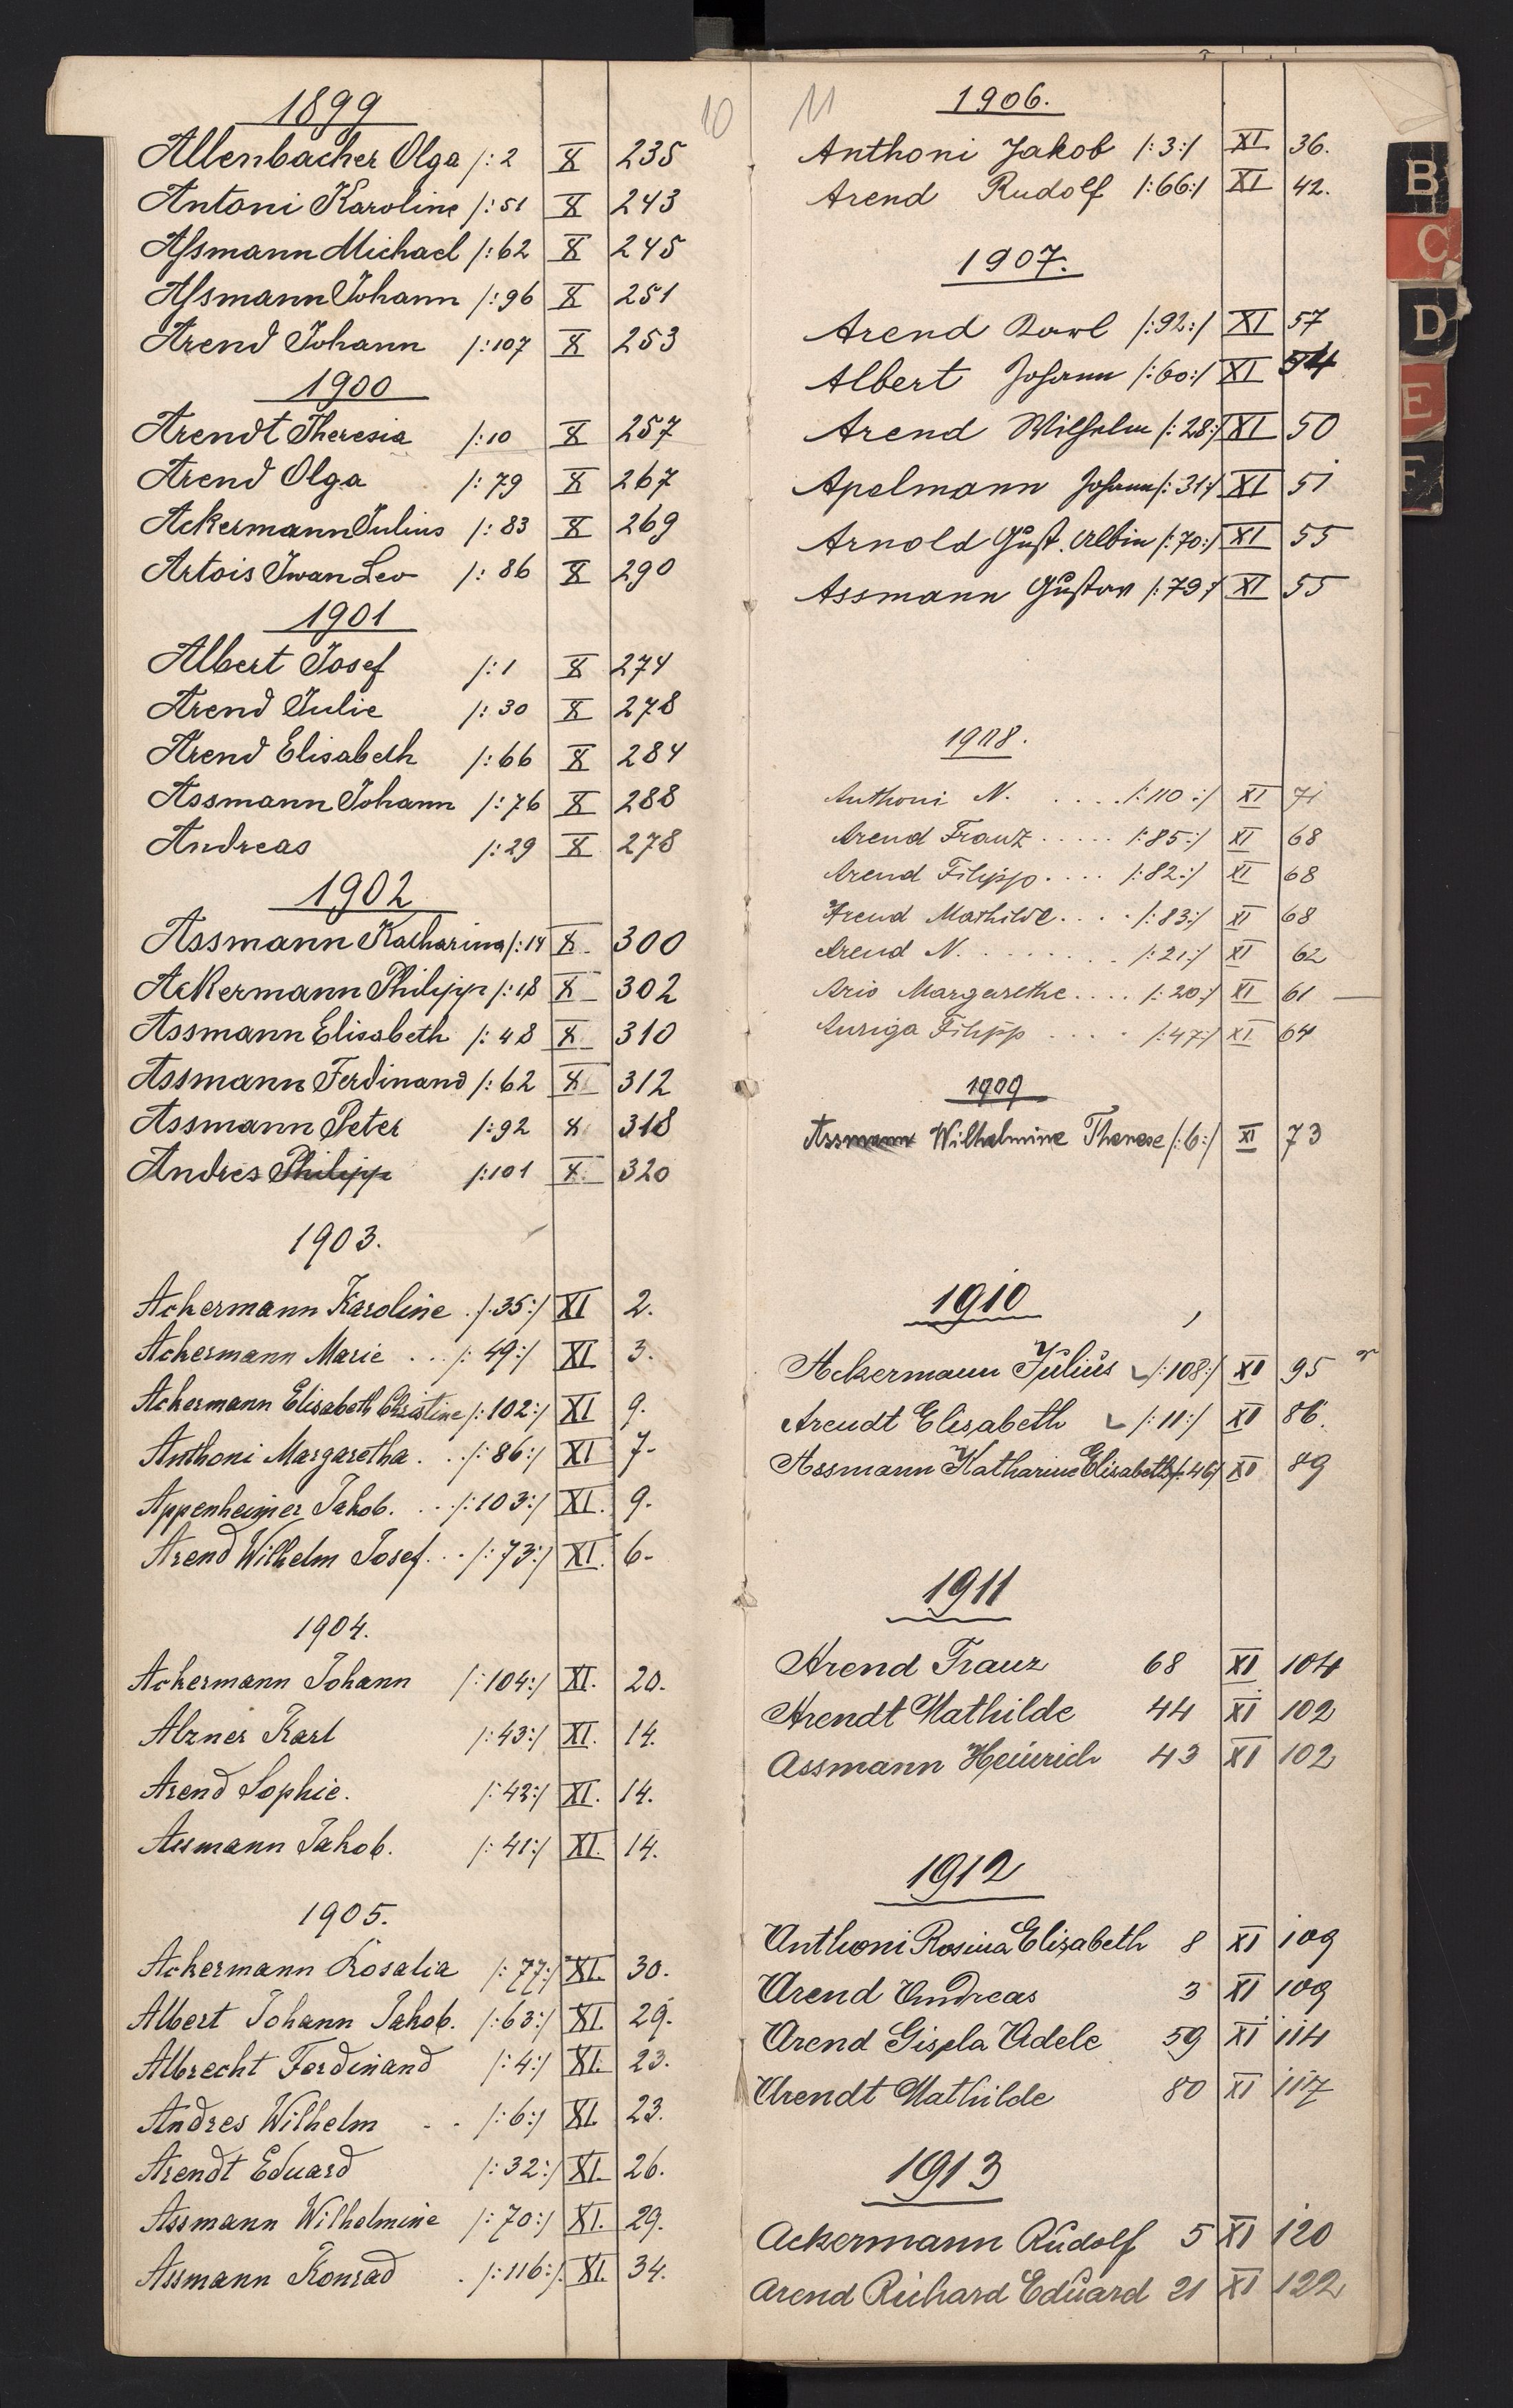 10
1899
Allenbacher Olga /: 2 X 235
Antoni Karoline /: 51 X 243
Aſsmann Michael /: 62 X 245
Aſsmann Johann /: 96 X 251
Arend Johann /: 107 X 253
1900
Arendt Theresia /: 10 X 257
Arend Olga /: 79 X 267
Ackermann Julius /: 83 X 269
Artois Iwan Leo /: 86 X 290
1901
Albert Josef /: 1 X 274
Arend Julie /: 30 X 278
Arend Elisabeth /: 66 X 284
Assmann Johann /: 76 X 288
Andreas /: 29 X 278
1902
Assmann Katharina /: 14 X. 300
Ackermann Philipp /: 18 X 302
Assmann Elisabeth /: 48 X. 310
Assmann Ferdinand /: 62 X 312
Assmann Peter /: 92 X 318
Andres Philipp /: 101 X. 320
1903.
Ackermann Karoline . /: 35 :/ XI 2.
Ackermann Marie . . . /: 49 :/ XI. 3.
Ackermann Elisabeth Christine /: 102 :/ XI 9.
Anthoni Margaretha . . . /: 86 :/ XI 7.
Appenheimer Jakob. . . . /: 103 :/ XI. 9.
Arend Wilhelm Josef . . . /: 73 :/ XI. 6.
1904.
Ackermann Johann /: 104 :/ XI. 20.
Alzner Karl /: 43 :/ XI. 14.
Arend Sophie. /: 42 :/ XI. 14.
Assmann Jakob. /: 41 :/ XI. 14.
1905.
Ackermann Rosalia /: 77 :/ XI. 30.
Albert Johann Jakob. /: 63 :/ XI. 29.
Albrecht Ferdinand /: 4 :/ XI. 23.
Andres Wilhelm . . /: 6 :/ XI. 23.
Arendt Eduard /: 32 :/ XI. 26.
Assmann Wilhelmine /: 70 :/ XI. 29.
Assmann Konrad . /: 116 :/ XI. 34.
11
1906.
Anthoni Jakob /: 3 :/ XI. 36.
Arend Rudolf /: 66 :/ XI 42.
1907.
Arend Karl /: 92 :/ XI 57
Albert Johann /: 60 :/ XI 54
Arend Wilhelm /: 28 :/ XI 50
Apelmann Johann /: 31 :/ XI 51
Arnold Gust. Albin /: 70 :/ XI 55
Assmann Gustav /: 79 :/ XI 55
1908.
Anthoni N. . . . . /: 110 :/ XI 71
Arend Franz . . . . . /: 85 :/ XI 68
Arend Filipp . . . . /: 82 :/ XI 68
Arend Mathilde . . . . /: 83 :/ XI 68
Arend N. . . . . . . . /: 21 :/ XI 62
Ario Margarethe . . . . /: 20 :/ XI 61
Auriga Filipp . . . . /: 47 :/ XI 64
1909
Assmann Wilhelmine Therese /: 6 :/ XI 73
1910
Ackermann Julius /: 108 :/ XI 95
Arendt Elisabeth /: 11 :/ XI 86.
Assmann Katharine Elisabeth /: 46 :/ XI 89
1911
Arend Franz 68 XI 104
Arendt Mathilde 44 XI 102
Assmann Heinrich 43 XI 102
1912
Anthoni Rosina Elisabeth 8 XI 109
Arend Andreas 3 XI 109
Arend Gisela Adele 59 XI 114
Arendt Mathilde 80 XI 117
1913
Ackermann Rudolf 5 XI 120
Arend Richard Eduard 21 XI 122
B
C
D
E
F